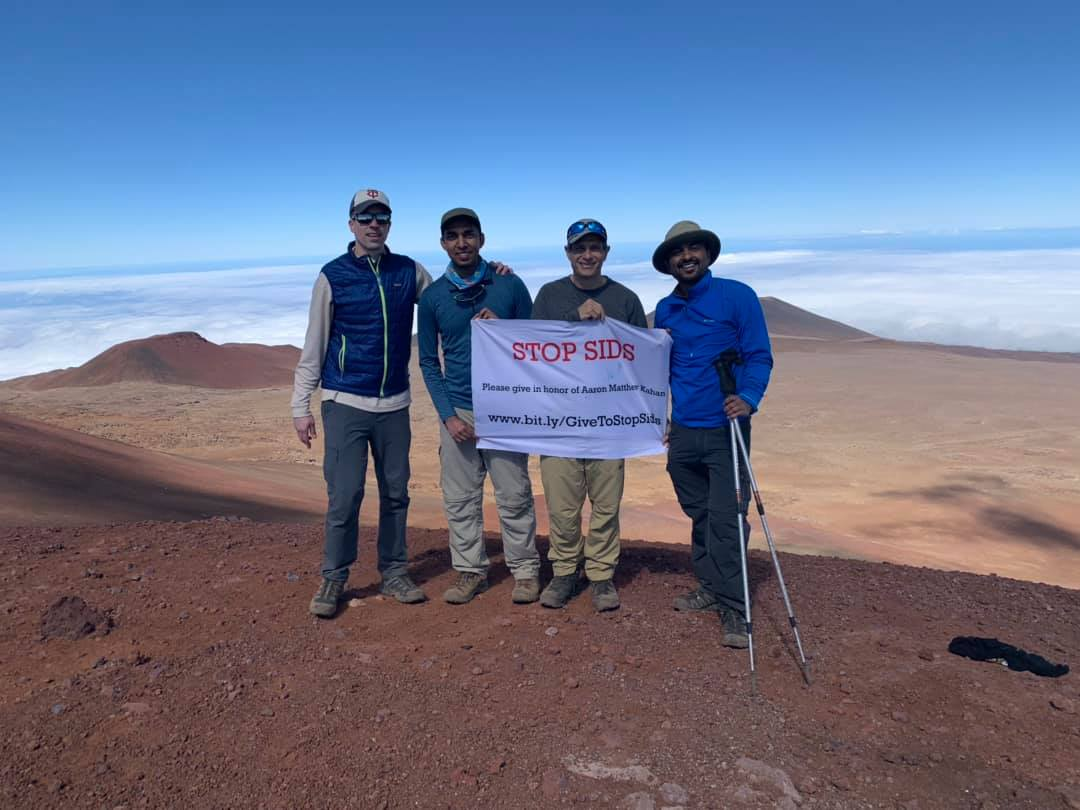 STOP SIDS
Please give in honor of Aaron Matthew Kahan
www.bit.ly/GiveToStopSids